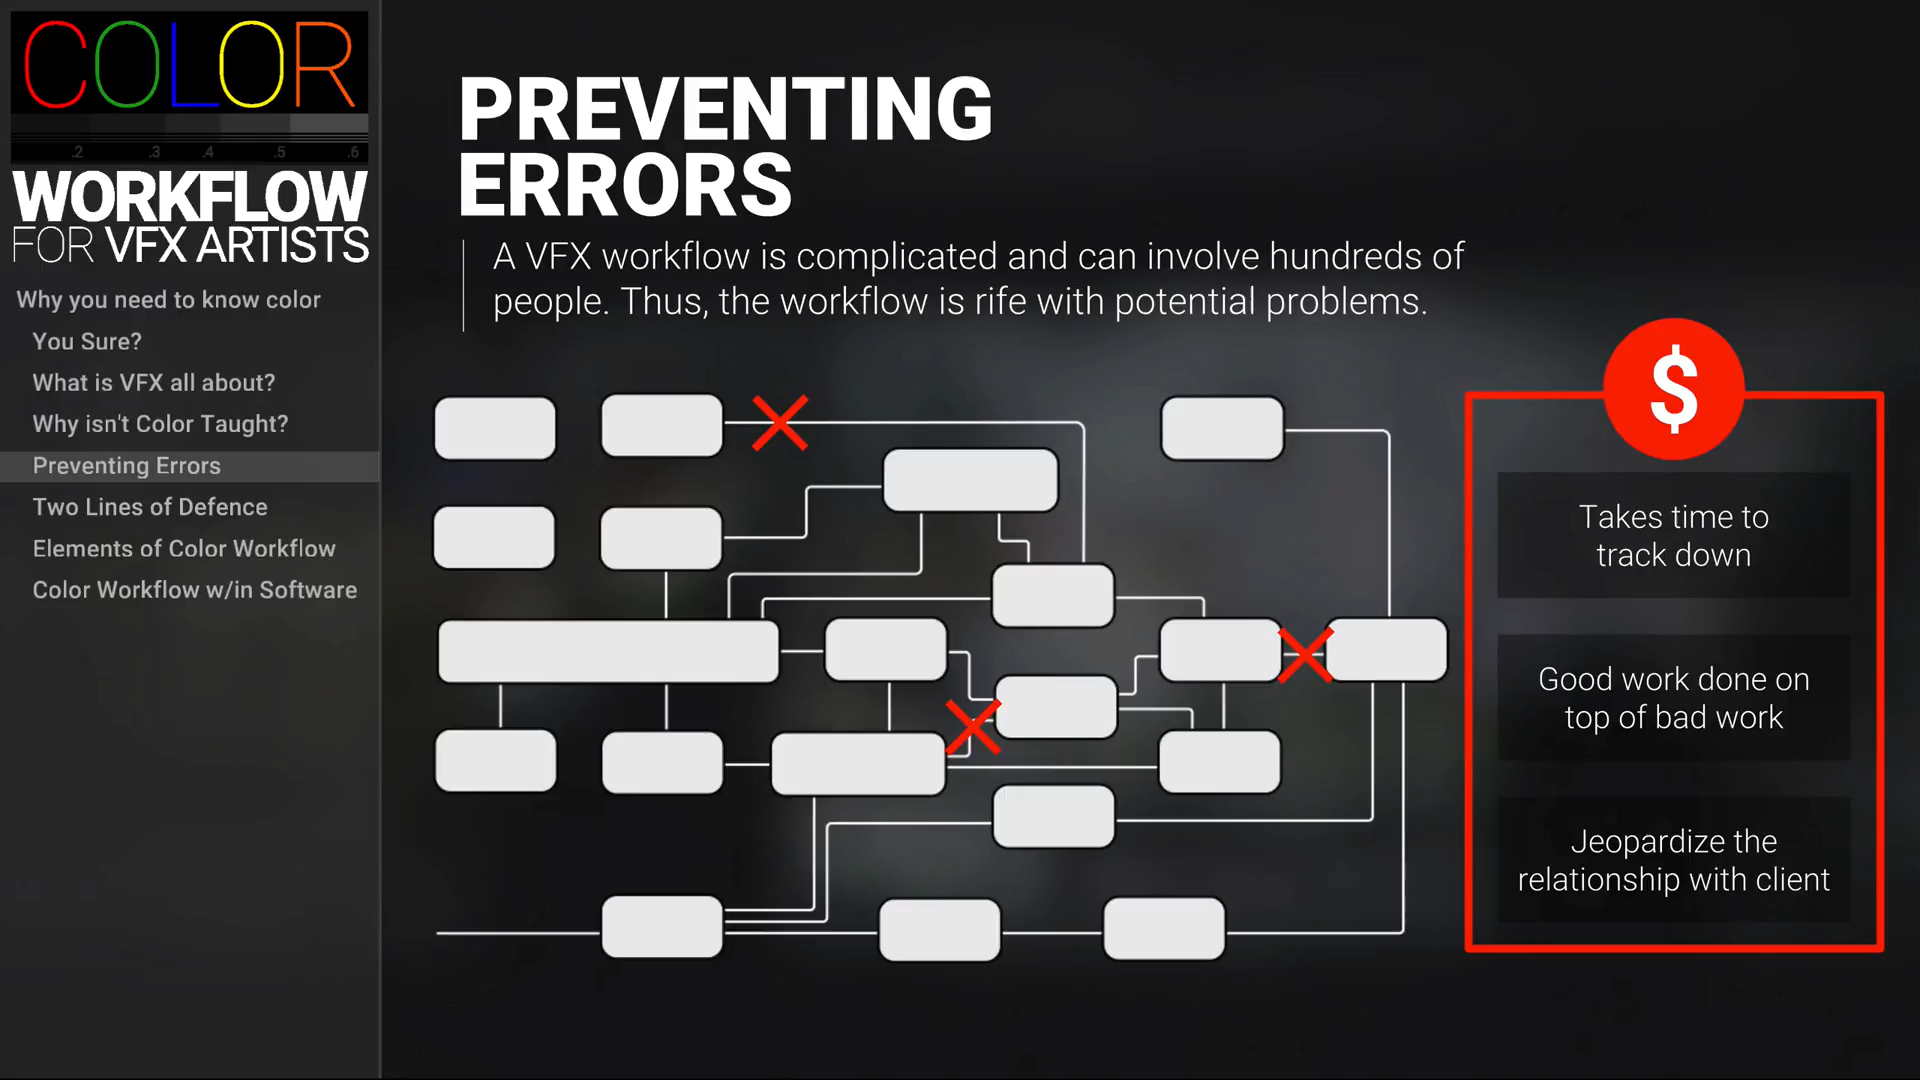 COLOR
.2 .3 .4 .5 .6
WORKFLOW
FOR VFX ARTISTS
Why you need to know color
You Sure?
What is VFX all about?
Why isn't Color Taught?
Preventing Errors
Two Lines of Defence
Elements of Color Workflow
Color Workflow w/in Software
PREVENTING
ERRORS
A VFX workflow is complicated and can involve hundreds of
people. Thus, the workflow is rife with potential problems.
$
Takes time to
track down
Good work done on
top of bad work
Jeopardize the
relationship with client